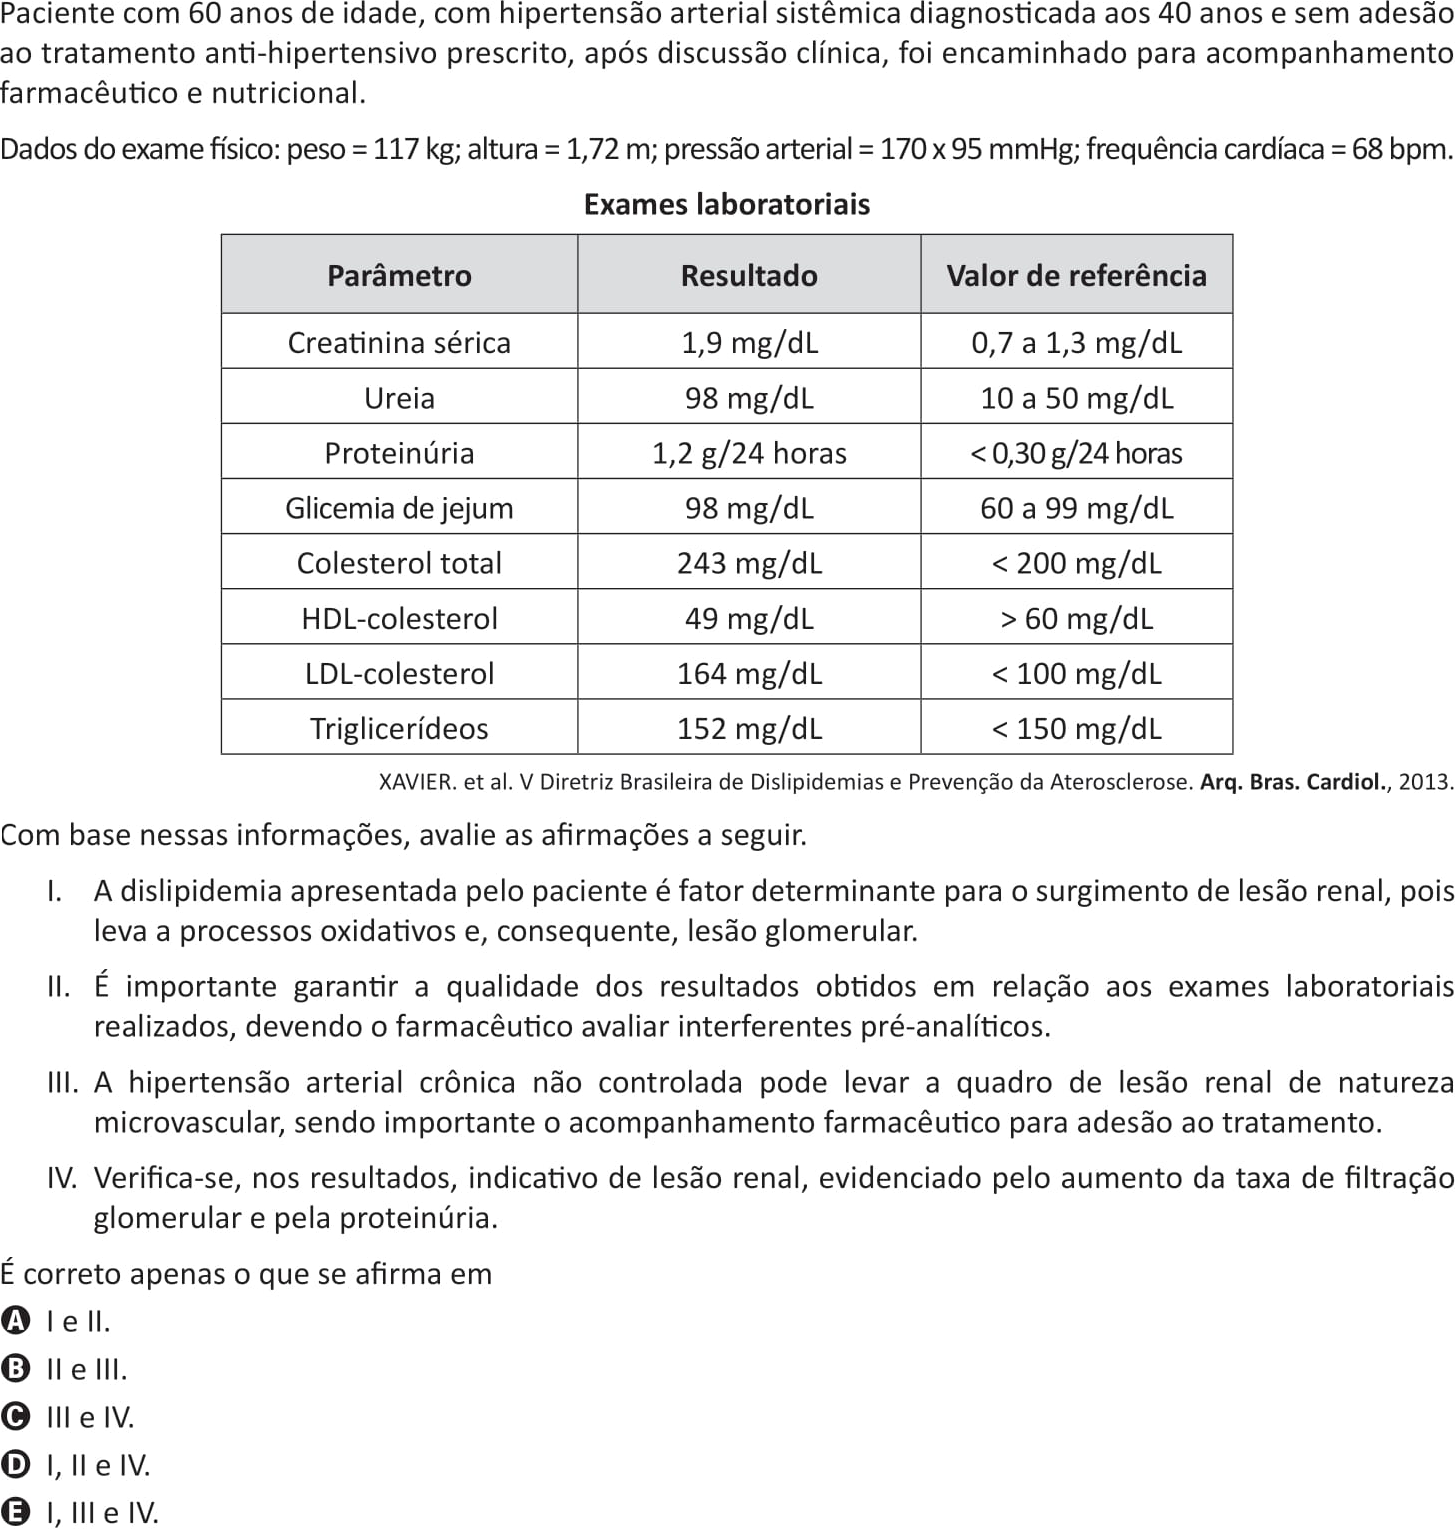 Paciente com 60 anos de idade, com hipertensão arterial sistêmica diagnosticada aos 40 anos e sem adesão
ao tratamento anti-hipertensivo prescrito, após discussão clínica, foi encaminhado para acompanhamento
farmacêutico e nutricional.
Dados do exame físico: peso = 117 kg; altura = 1,72 m; pressão arterial = 170 x 95 mmHg; frequência cardíaca = 68 bpm.
Exames laboratoriais
Parâmetro Resultado Valor de referência
Creatinina sérica 1,9 mg/dL 0,7 a 1,3 mg/dL
Ureia 98 mg/dL 10 a 50 mg/dL
Proteinúria 1,2 g/24 horas < 0,30 g/24 horas
Glicemia de jejum 98 mg/dL 60 a 99 mg/dL
Colesterol total 243 mg/dL < 200 mg/dL
HDL-colesterol 49 mg/dL > 60 mg/dL
LDL-colesterol 164 mg/dL < 100 mg/dL
Triglicerídeos 152 mg/dL < 150 mg/dL
XAVIER. et al. V Diretriz Brasileira de Dislipidemias e Prevenção da Aterosclerose. Arq. Bras. Cardiol., 2013.
Com base nessas informações, avalie as afirmações a seguir.
I. A dislipidemia apresentada pelo paciente é fator determinante para o surgimento de lesão renal, pois
leva a processos oxidativos e, consequente, lesão glomerular.
II. É importante garantir a qualidade dos resultados obtidos em relação aos exames laboratoriais
realizados, devendo o farmacêutico avaliar interferentes pré-analíticos.
III. A hipertensão arterial crônica não controlada pode levar a quadro de lesão renal de natureza
microvascular, sendo importante o acompanhamento farmacêutico para adesão ao tratamento.
IV. Verifica-se, nos resultados, indicativo de lesão renal, evidenciado pelo aumento da taxa de filtração
glomerular e pela proteinúria.
É correto apenas o que se afirma em
A I e II.
B II e III.
C III e IV.
D I, II e IV.
E I, III e IV.